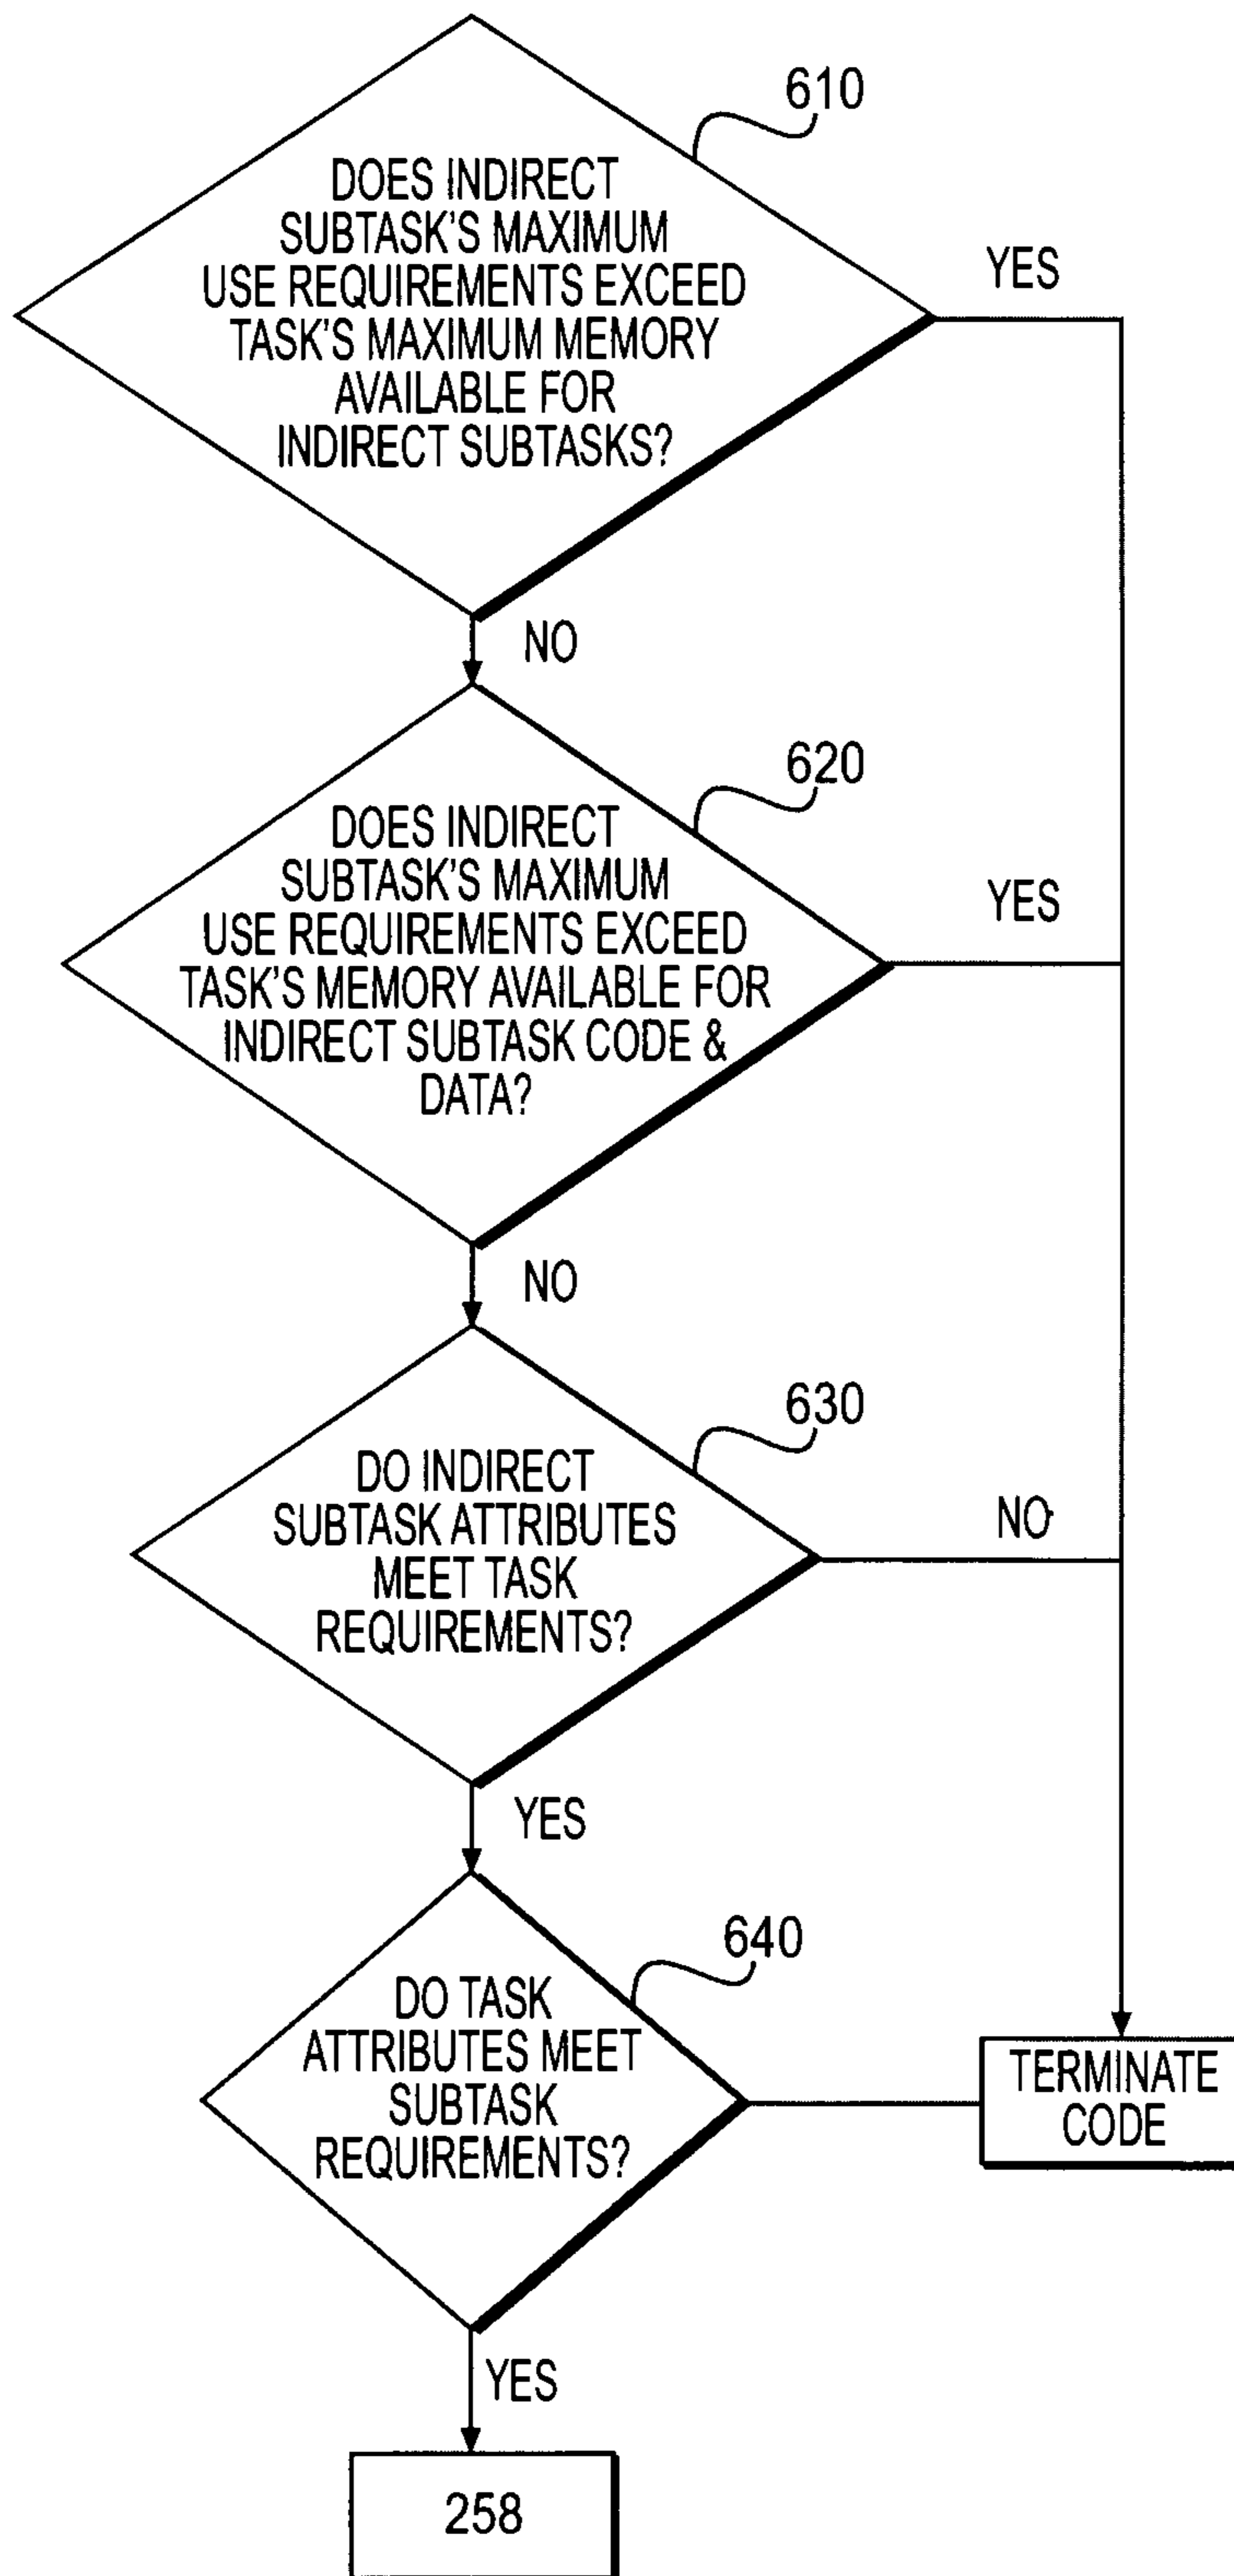 610
DOES INDIRECT
SUBTASK'S MAXIMUM
USE REQUIREMENTS EXCEED
TASK'S MAXIMUM MEMORY
AVAILABLE FOR
INDIRECT SUBTASKS?
YES
NO
620
DOES INDIRECT
SUBTASK'S MAXIMUM
USE REQUIREMENTS EXCEED
TASK'S MEMORY AVAILABLE FOR
INDIRECT SUBTASK CODE &
DATA?
YES
NO
630
DO INDIRECT
SUBTASK ATTRIBUTES
MEET TASK
REQUIREMENTS?
NO
YES
640
DO TASK
ATTRIBUTES MEET
SUBTASK
REQUIREMENTS?
TERMINATE
CODE
YES
258